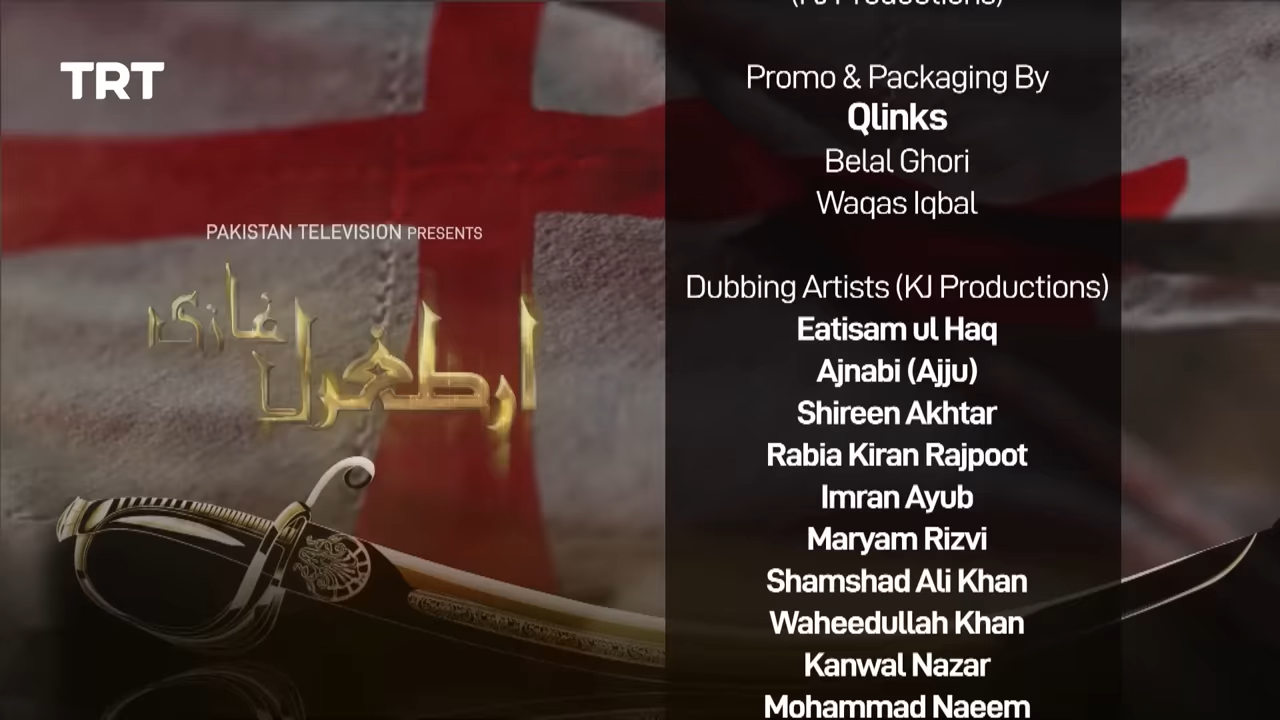 TRT
PAKISTAN TELEVISION PRESENTS
ارطغرل
غازی
(KJ Productions)
Promo & Packaging By
Qlinks
Belal Ghori
Waqas Iqbal
Dubbing Artists (KJ Productions)
Eatisam ul Haq
Ajnabi (Ajju)
Shireen Akhtar
Rabia Kiran Rajpoot
Imran Ayub
Maryam Rizvi
Shamshad Ali Khan
Waheedullah Khan
Kanwal Nazar
Mohammad Naeem